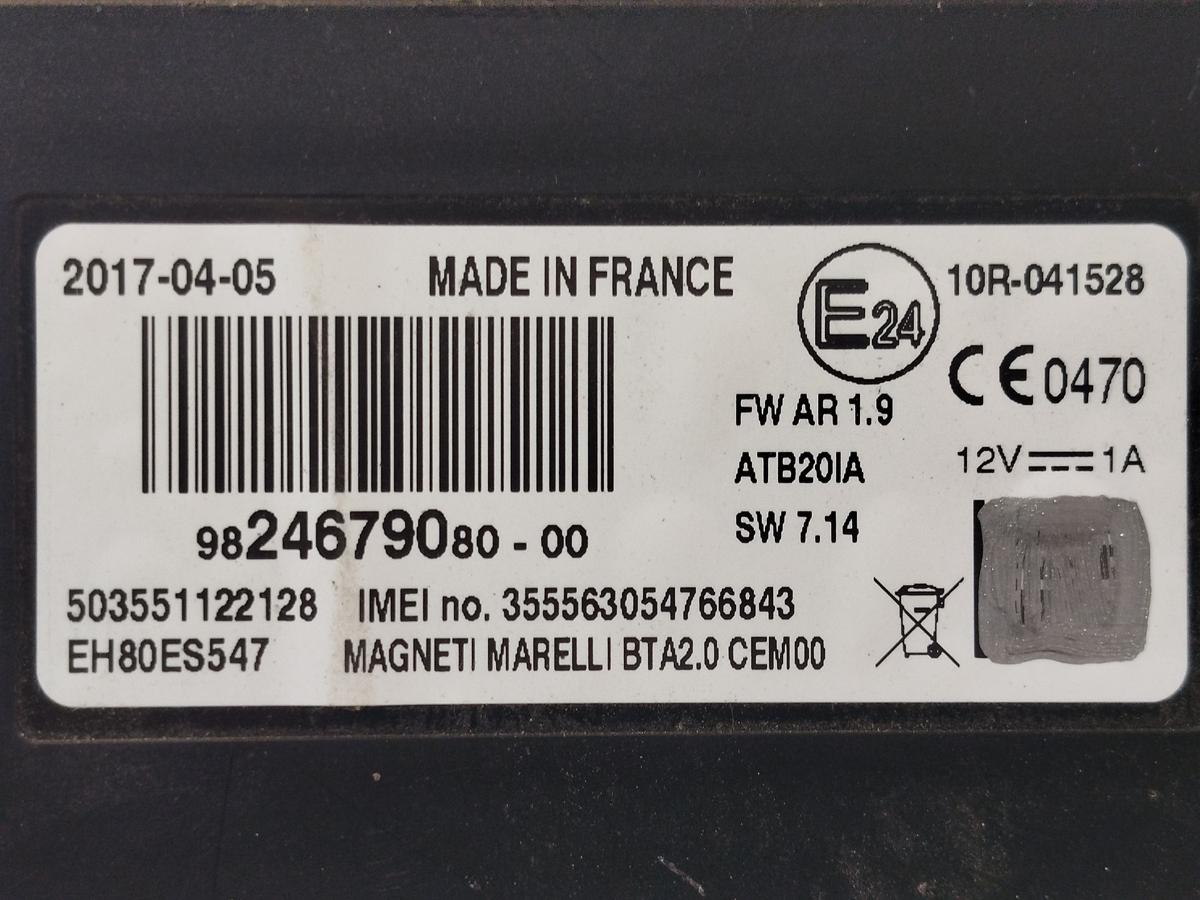 2017-04-05 MADE IN FRANCE E24 10R-041528
CE 0470
FW AR 1.9
ATB20IA 12V 1A
SW 7.14
9824679080 - 00
503551122128 IMEI no. 355563054766843
EH80ES547 MAGNETI MARELLI BTA2.0 CEM00